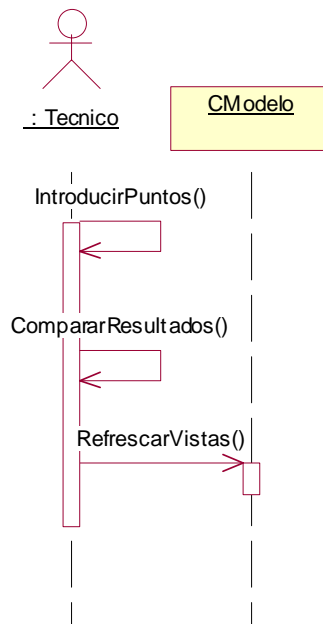 : Tecnico
CModelo
IntroducirPuntos()
CompararResultados()
RefrescarVistas()